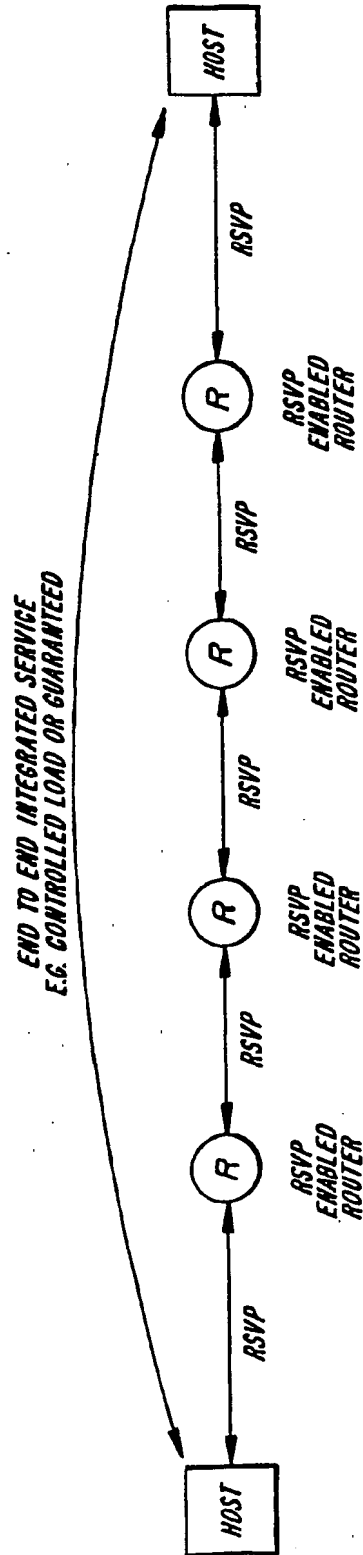 END TO END INTEGRATED SERVICE
E.G. CONTROLLED LOAD OR GUARANTEED
HOST
RSVP
R
RSVP
ENABLED
ROUTER
RSVP
R
RSVP
ENABLED
ROUTER
RSVP
R
RSVP
ENABLED
ROUTER
RSVP
R
RSVP
ENABLED
ROUTER
RSVP
HOST